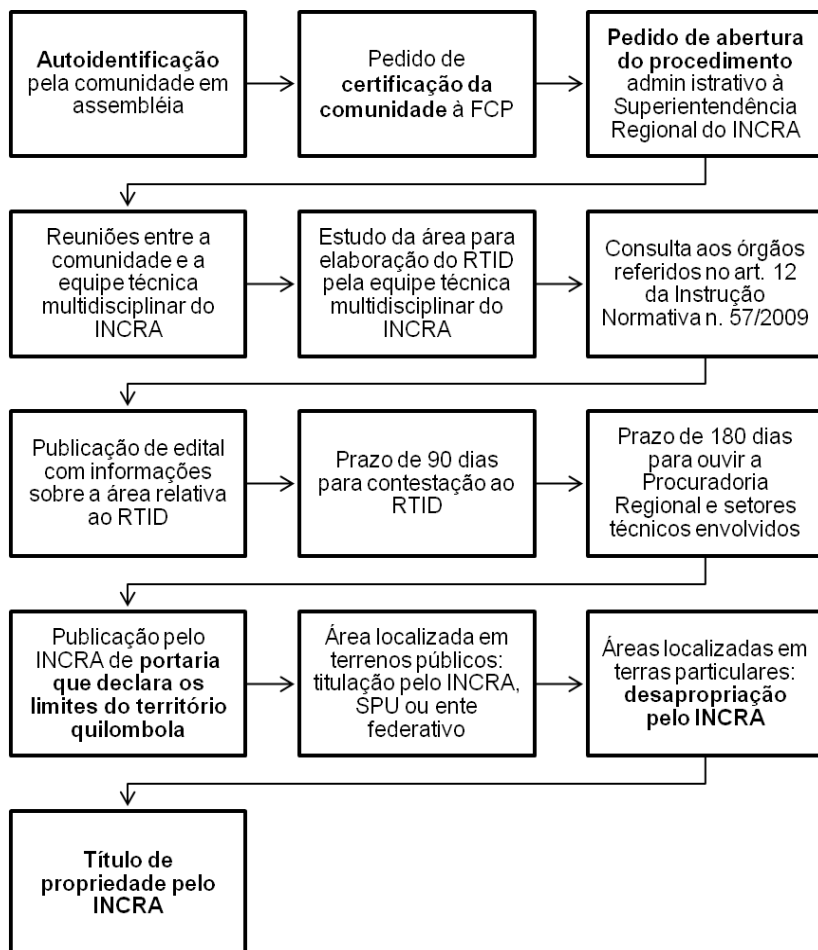 Autoidentificação
pela comunidade em
assembléia
Pedido de
certificação da
comunidade à FCP
Pedido de abertura
do procedimento
admin istrativo à
Superientendência
Regional do INCRA
Reuniões entre a
comunidade e a
equipe técnica
multidisciplinar do
INCRA
Estudo da área para
elaboração do RTID
pela equipe técnica
multidisciplinar do
INCRA
Consulta aos órgãos
referidos no art. 12
da Instrução
Normativa n. 57/2009
Publicação de edital
com informações
sobre a área relativa
ao RTID
Prazo de 90 dias
para contestação ao
RTID
Prazo de 180 dias
para ouvir a
Procuradoria
Regional e setores
técnicos envolvidos
Publicação pelo
INCRA de portaria
que declara os
limites do território
quilombola
Área localizada em
terrenos públicos:
titulação pelo INCRA,
SPU ou ente
federativo
Áreas localizadas em
terras particulares:
desapropriação
pelo INCRA
Título de
propriedade pelo
INCRA